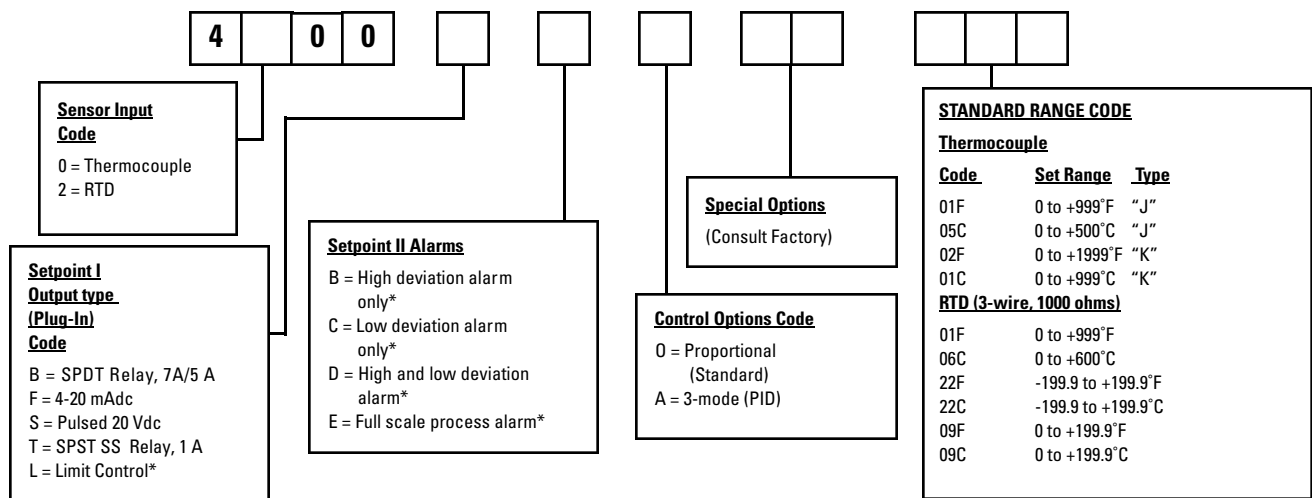 4 0 0
Sensor Input
Code
0 = Thermocouple
2 = RTD
Setpoint I
Output type
(Plug-In)
Code
B = SPDT Relay, 7A/5 A
F = 4-20 mAdc
S = Pulsed 20 Vdc
T = SPST SS Relay, 1 A
L = Limit Control*
Setpoint II Alarms
B = High deviation alarm
only*
C = Low deviation alarm
only*
D = High and low deviation
alarm*
E = Full scale process alarm*
Special Options
(Consult Factory)
Control Options Code
O = Proportional
(Standard)
A = 3-mode (PID)
STANDARD RANGE CODE
Thermocouple
Code Set Range Type
01F 0 to +999˚F “J”
05C 0 to +500˚C “J”
02F 0 to +1999˚F “K”
01C 0 to +999˚C “K”
RTD (3-wire, 1000 ohms)
01F 0 to +999˚F
06C 0 to +600˚C
22F -199.9 to +199.9˚F
22C -199.9 to +199.9˚C
09F 0 to +199.9˚F
09C 0 to +199.9˚C